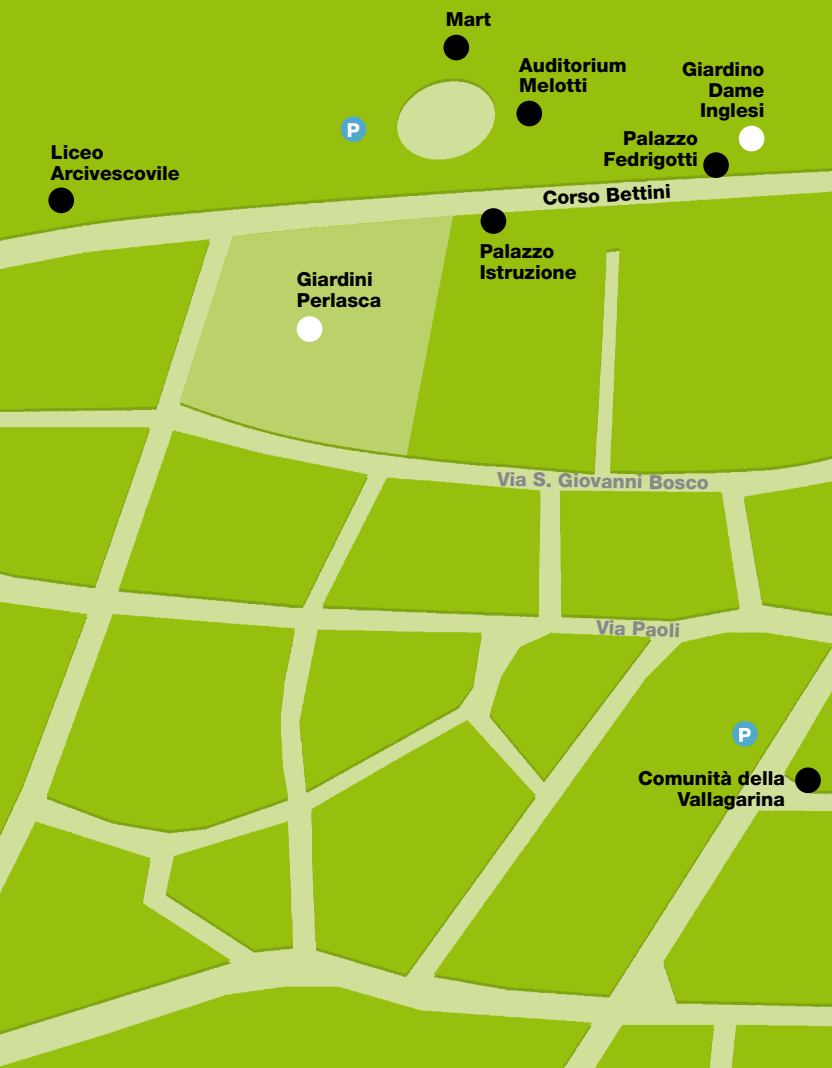 Mart
Auditorium
Melotti
Giardino
Dame
Inglesi
P
Palazzo
Fedrigotti
Liceo
Arcivescovile
Corso Bettini
Palazzo
Istruzione
Giardini
Perlasca
Via S. Giovanni Bosco
Via Paoli
P
Comunità della
Vallagarina